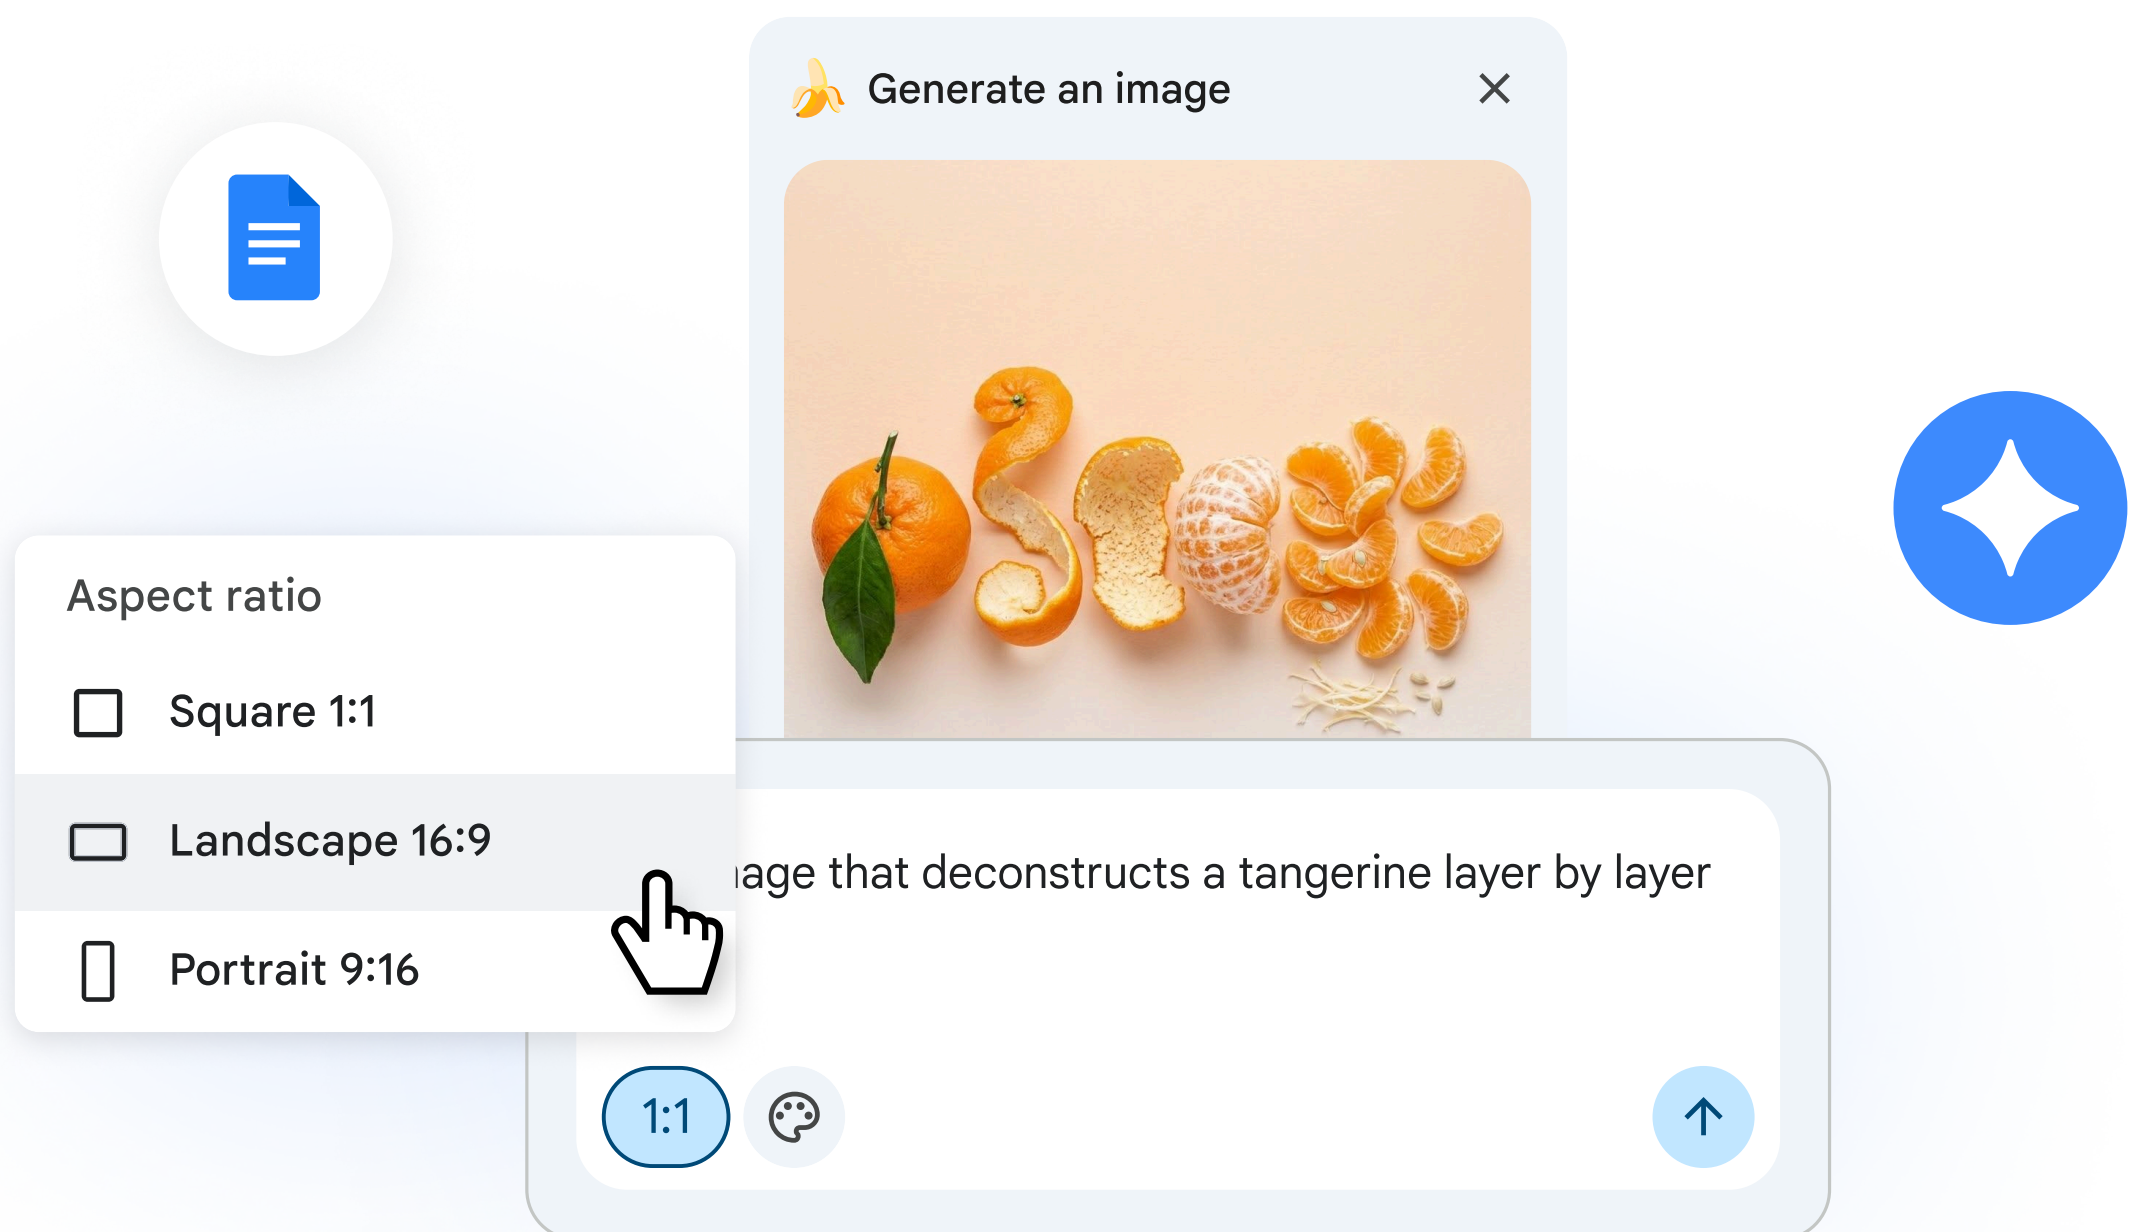 Generate an image
Aspect ratio
Square 1:1
Landscape 16:9
Portrait 9:16
that deconstructs a tangerine layer by layer
1:1